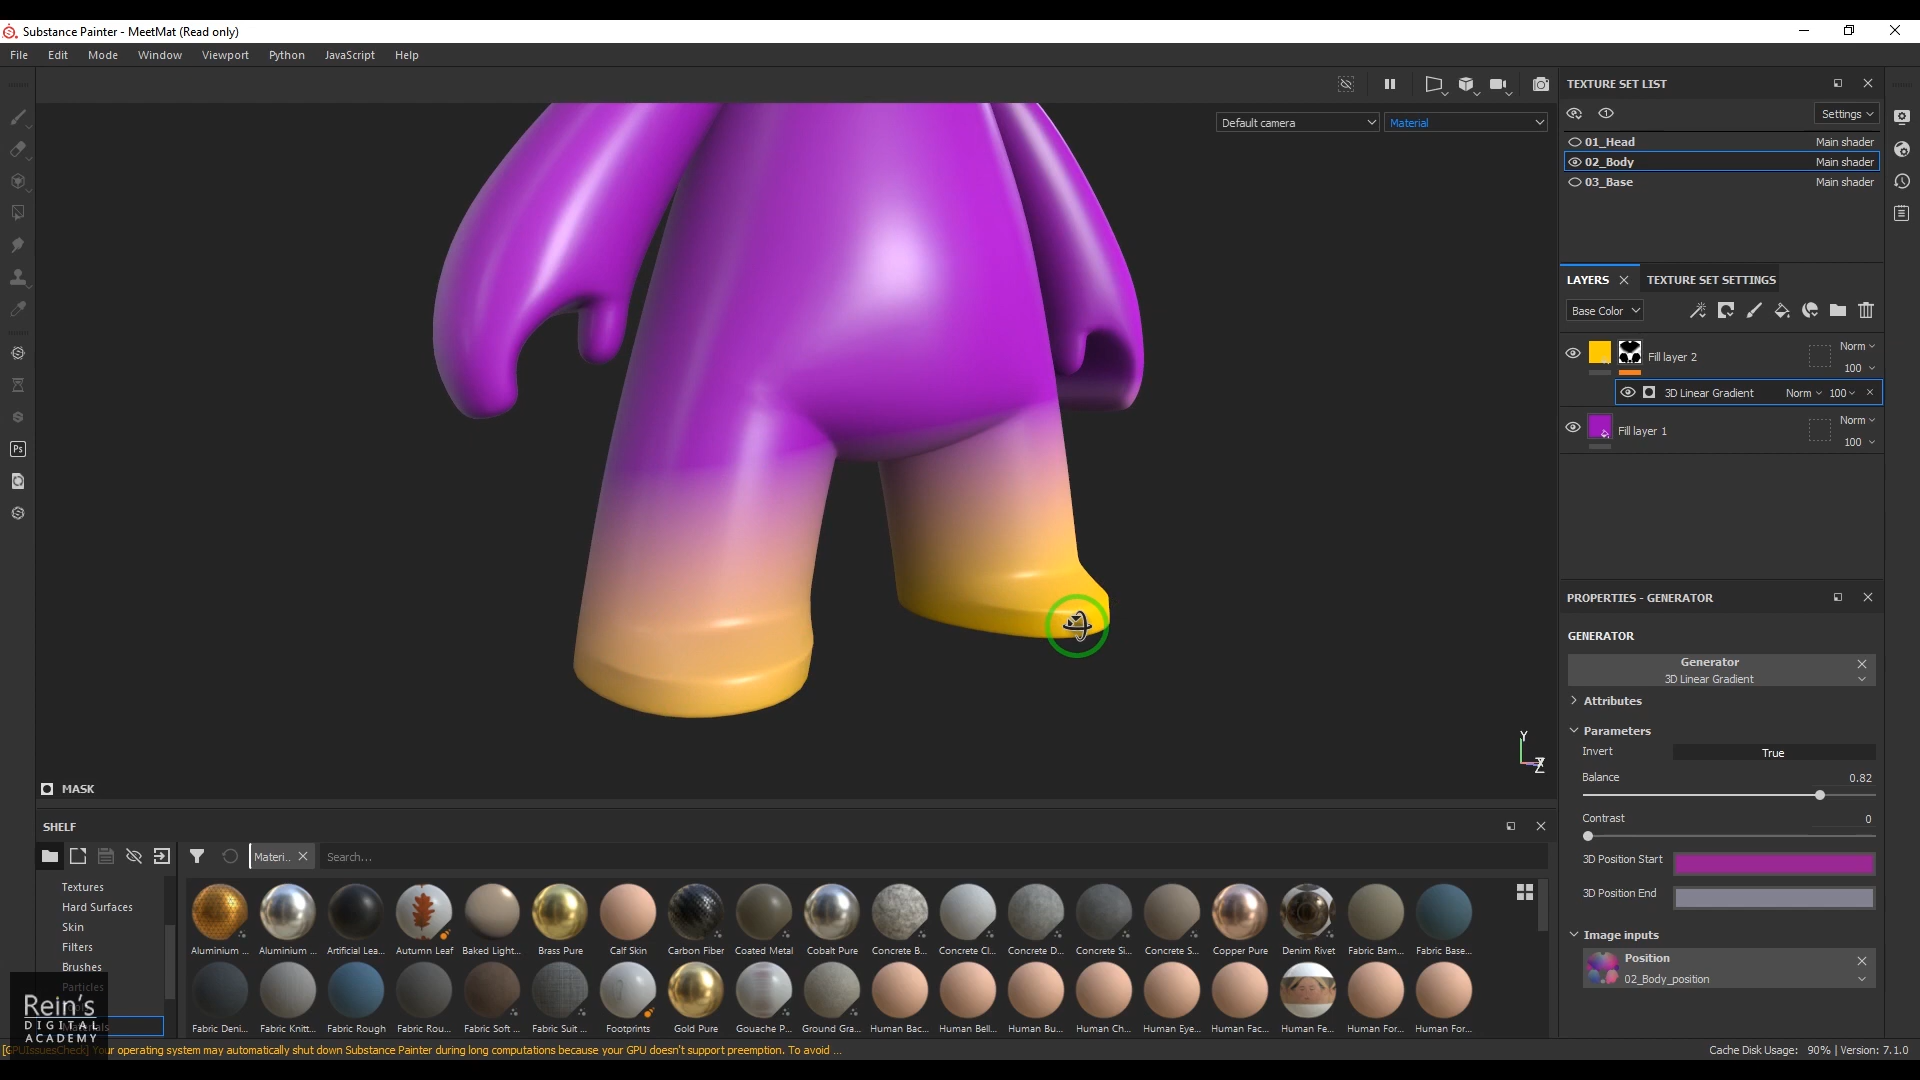 Substance Painter - MeetMat (Read only)
File Edit Mode Window Viewport Python JavaScript Help
Default camera Material
MASK
Y
Z
TEXTURE SET LIST
Settings
01_Head Main shader
02_Body Main shader
03_Base Main shader
LAYERS TEXTURE SET SETTINGS
Base Color
Fill layer 2 Norm
100
3D Linear Gradient Norm 100
Fill layer 1 Norm
100
PROPERTIES - GENERATOR
GENERATOR
Generator
3D Linear Gradient
Attributes
Parameters
Invert True
Balance 0.82
Contrast 0
3D Position Start
3D Position End
Image inputs
Position
02_Body_position
Ps
SHELF
Materi.. Search...
Textures
Hard Surfaces
Skin
Filters
Brushes
Particles
Materials
Aluminium ... Aluminium ... Artificial Lea... Autumn Leaf Baked Light... Brass Pure Calf Skin Carbon Fiber Coated Metal Cobalt Pure Concrete B... Concrete Cl... Concrete D... Concrete Si... Concrete S... Copper Pure Denim Rivet Fabric Bam... Fabric Base...
Fabric Deni... Fabric Knitt... Fabric Rough Fabric Rou... Fabric Soft ... Fabric Suit ... Footprints Gold Pure Gouache P... Ground Gra... Human Bac... Human Bell... Human Bu... Human Ch... Human Eye... Human Fac... Human Fe... Human For... Human For...
Rein's
DIGITAL
ACADEMY
[GPUIssuesCheck] Your operating system may automatically shut down Substance Painter during long computations because your GPU doesn't support preemption. To avoid ...
Cache Disk Usage: 90% | Version: 7.1.0